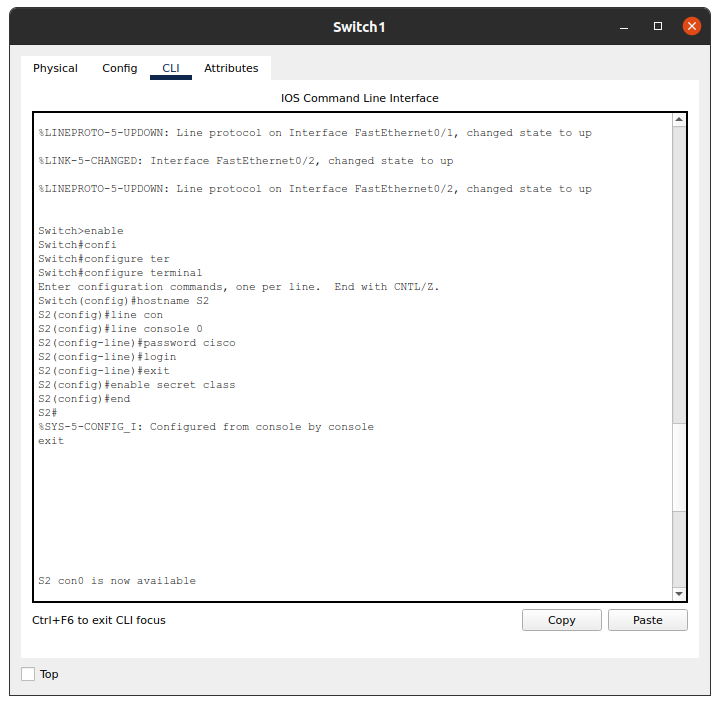 Switch1
Physical Config CLI Attributes
IOS Command Line Interface
%LINEPROTO-5-UPDOWN: Line protocol on Interface FastEthernet0/1, changed state to up
%LINK-5-CHANGED: Interface FastEthernet0/2, changed state to up
%LINEPROTO-5-UPDOWN: Line protocol on Interface FastEthernet0/2, changed state to up
Switch>enable
Switch#confi
Switch#configure ter
Switch#configure terminal
Enter configuration commands, one per line.  End with CNTL/Z.
Switch(config)#hostname S2
S2(config)#line con
S2(config)#line console 0
S2(config-line)#password cisco
S2(config-line)#login
S2(config-line)#exit
S2(config)#enable secret class
S2(config)#end
S2#
%SYS-5-CONFIG_I: Configured from console by console
exit
S2 con0 is now available
Ctrl+F6 to exit CLI focus
Copy Paste
Top